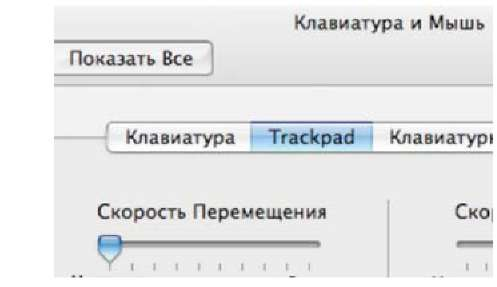 Клавиатура и Мышь
Показать Все
Клавиатура Trackpad
Скорость Перемещения